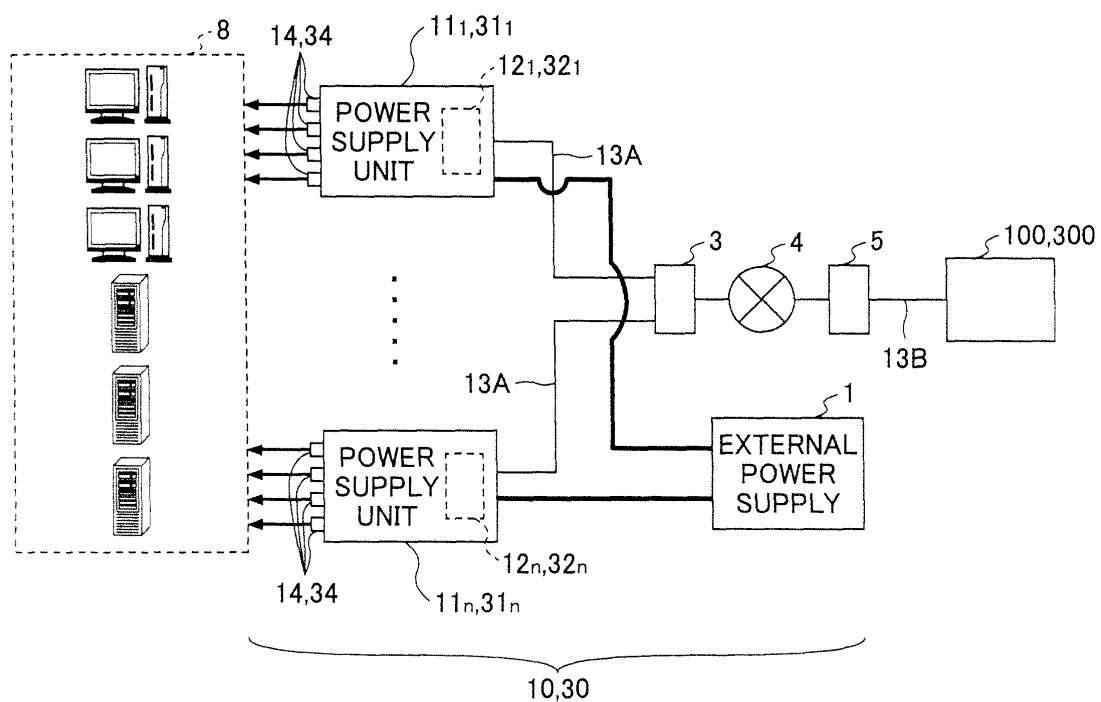 8
14,34
11₁,31₁
12₁,32₁
POWER
SUPPLY
UNIT
13A
3
4
5
100,300
13B
13A
1
EXTERNAL
POWER
SUPPLY
POWER
SUPPLY
UNIT
14,34
12ₙ,32ₙ
11ₙ,31ₙ
10,30